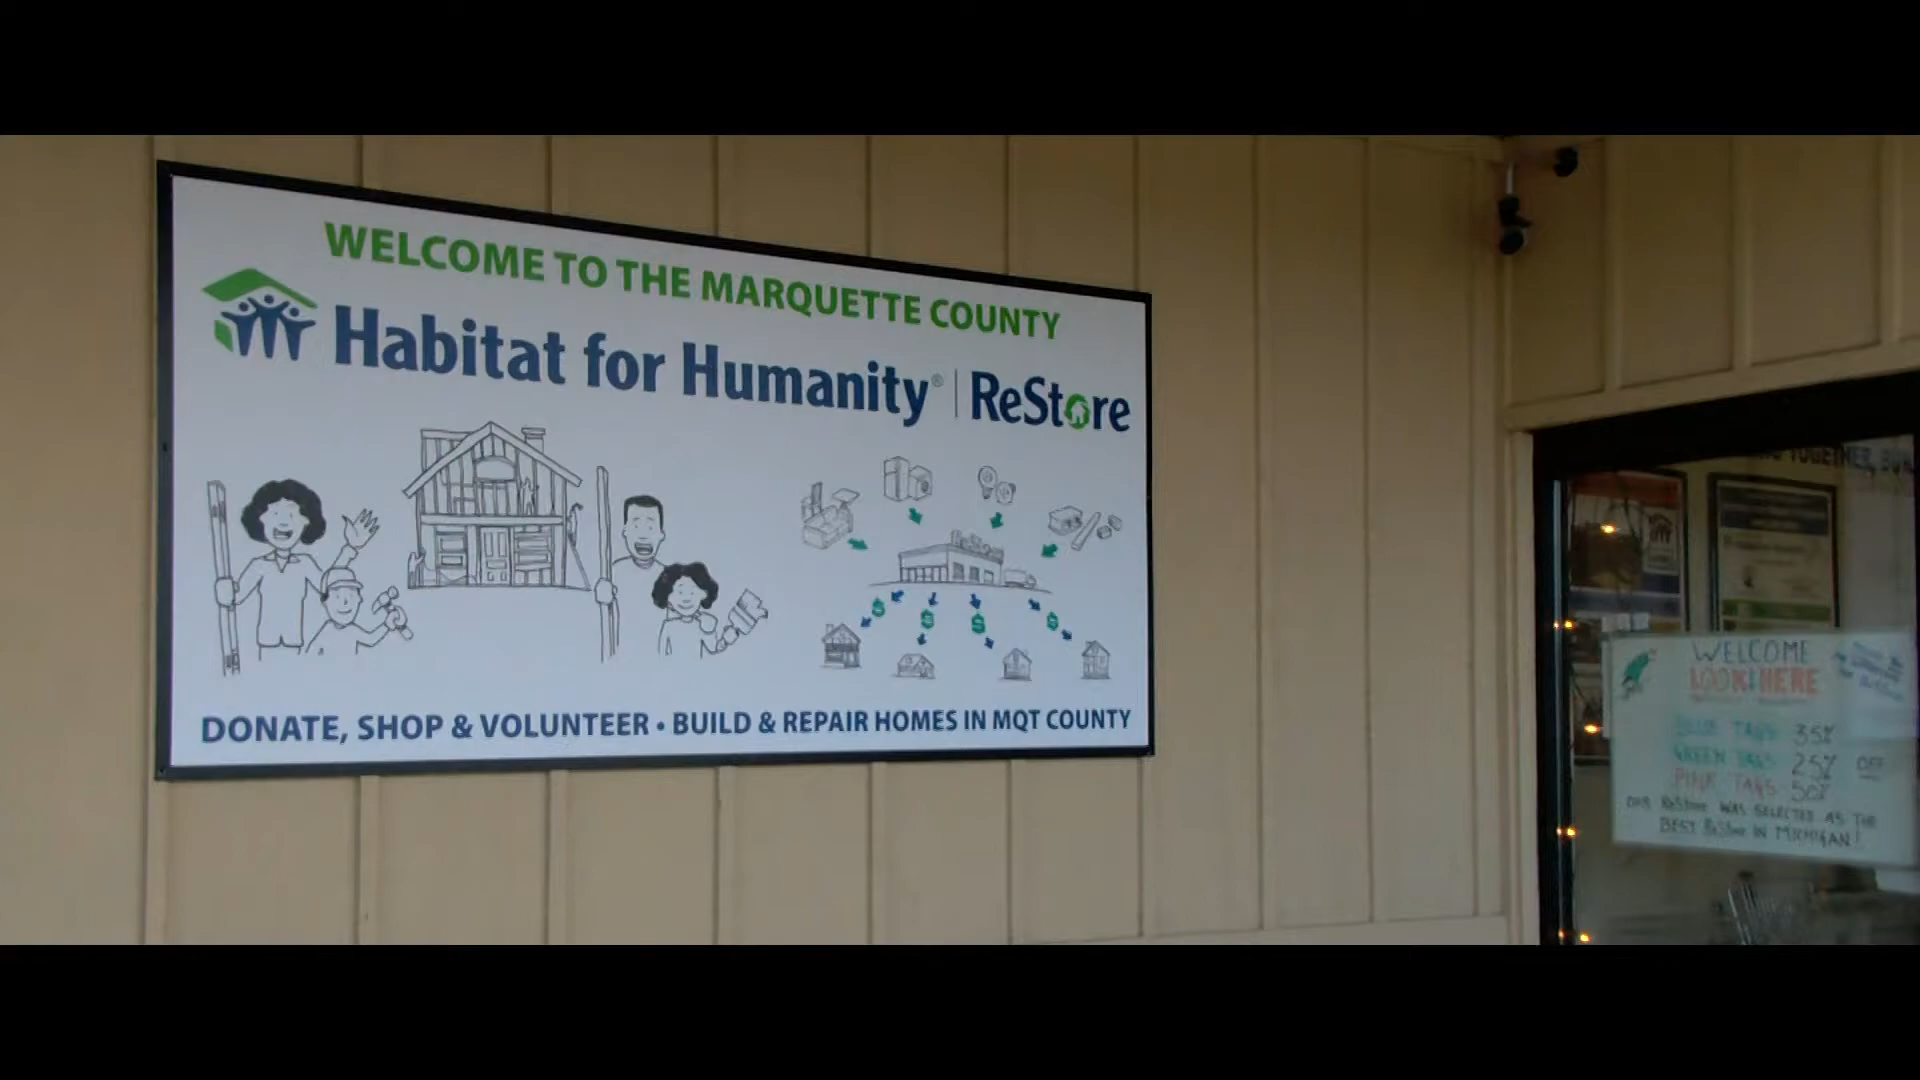 WELCOME TO THE MARQUETTE COUNTY
Habitat for Humanity® | ReStore
ReStore
$ $ $ $
DONATE, SHOP & VOLUNTEER • BUILD & REPAIR HOMES IN MQT COUNTY
TOGETHER,
WELCOME
LOOK! HERE
BLUE TAGS 35%
GREEN TAGS 25% OFF
PINK TAGS 50%
OUR ReStore WAS SELECTED AS THE
BEST ReStore IN MICHIGAN!